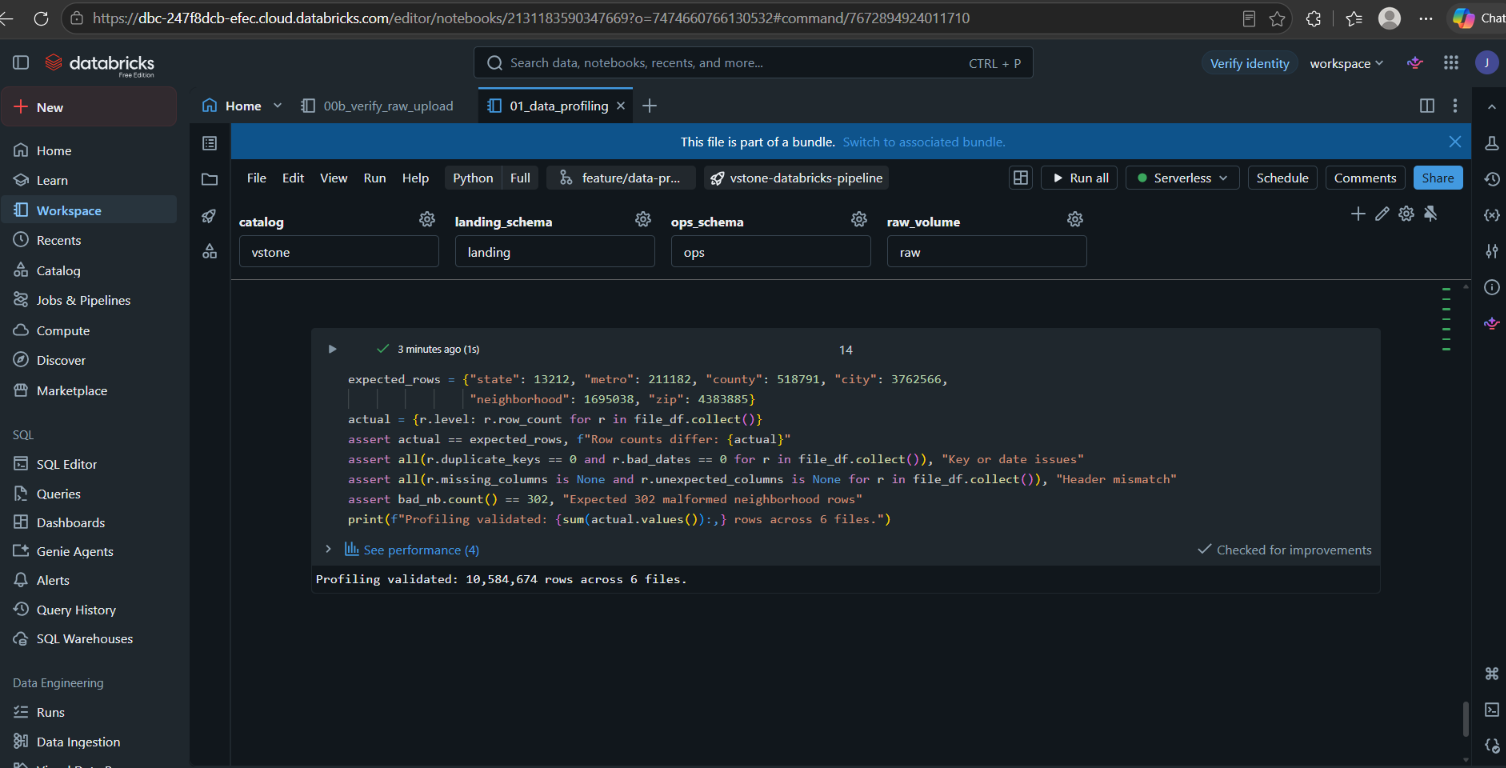 https://dbc-247f8dcb-efec.cloud.databricks.com/editor/notebooks/2131183590347669?o=7474660766130532#command/7672894924011710
Chat
databricks
Free Edition
Search data, notebooks, recents, and more...
CTRL + P
Verify identity
workspace
J
New
Home
Learn
Workspace
Recents
Catalog
Jobs & Pipelines
Compute
Discover
Marketplace
SQL
SQL Editor
Queries
Dashboards
Genie Agents
Alerts
Query History
SQL Warehouses
Data Engineering
Runs
Data Ingestion
Home
00b_verify_raw_upload
01_data_profiling
This file is part of a bundle. Switch to associated bundle.
File Edit View Run Help Python Full feature/data-pr... vstone-databricks-pipeline
Run all Serverless Schedule Comments Share
catalog landing_schema ops_schema raw_volume
vstone landing ops raw
3 minutes ago (1s)
14
expected_rows = {"state": 13212, "metro": 211182, "county": 518791, "city": 3762566,
"neighborhood": 1695038, "zip": 4383885}
actual = {r.level: r.row_count for r in file_df.collect()}
assert actual == expected_rows, f"Row counts differ: {actual}"
assert all(r.duplicate_keys == 0 and r.bad_dates == 0 for r in file_df.collect()), "Key or date issues"
assert all(r.missing_columns is None and r.unexpected_columns is None for r in file_df.collect()), "Header mismatch"
assert bad_nb.count() == 302, "Expected 302 malformed neighborhood rows"
print(f"Profiling validated: {sum(actual.values()):,} rows across 6 files.")
See performance (4)
Checked for improvements
Profiling validated: 10,584,674 rows across 6 files.